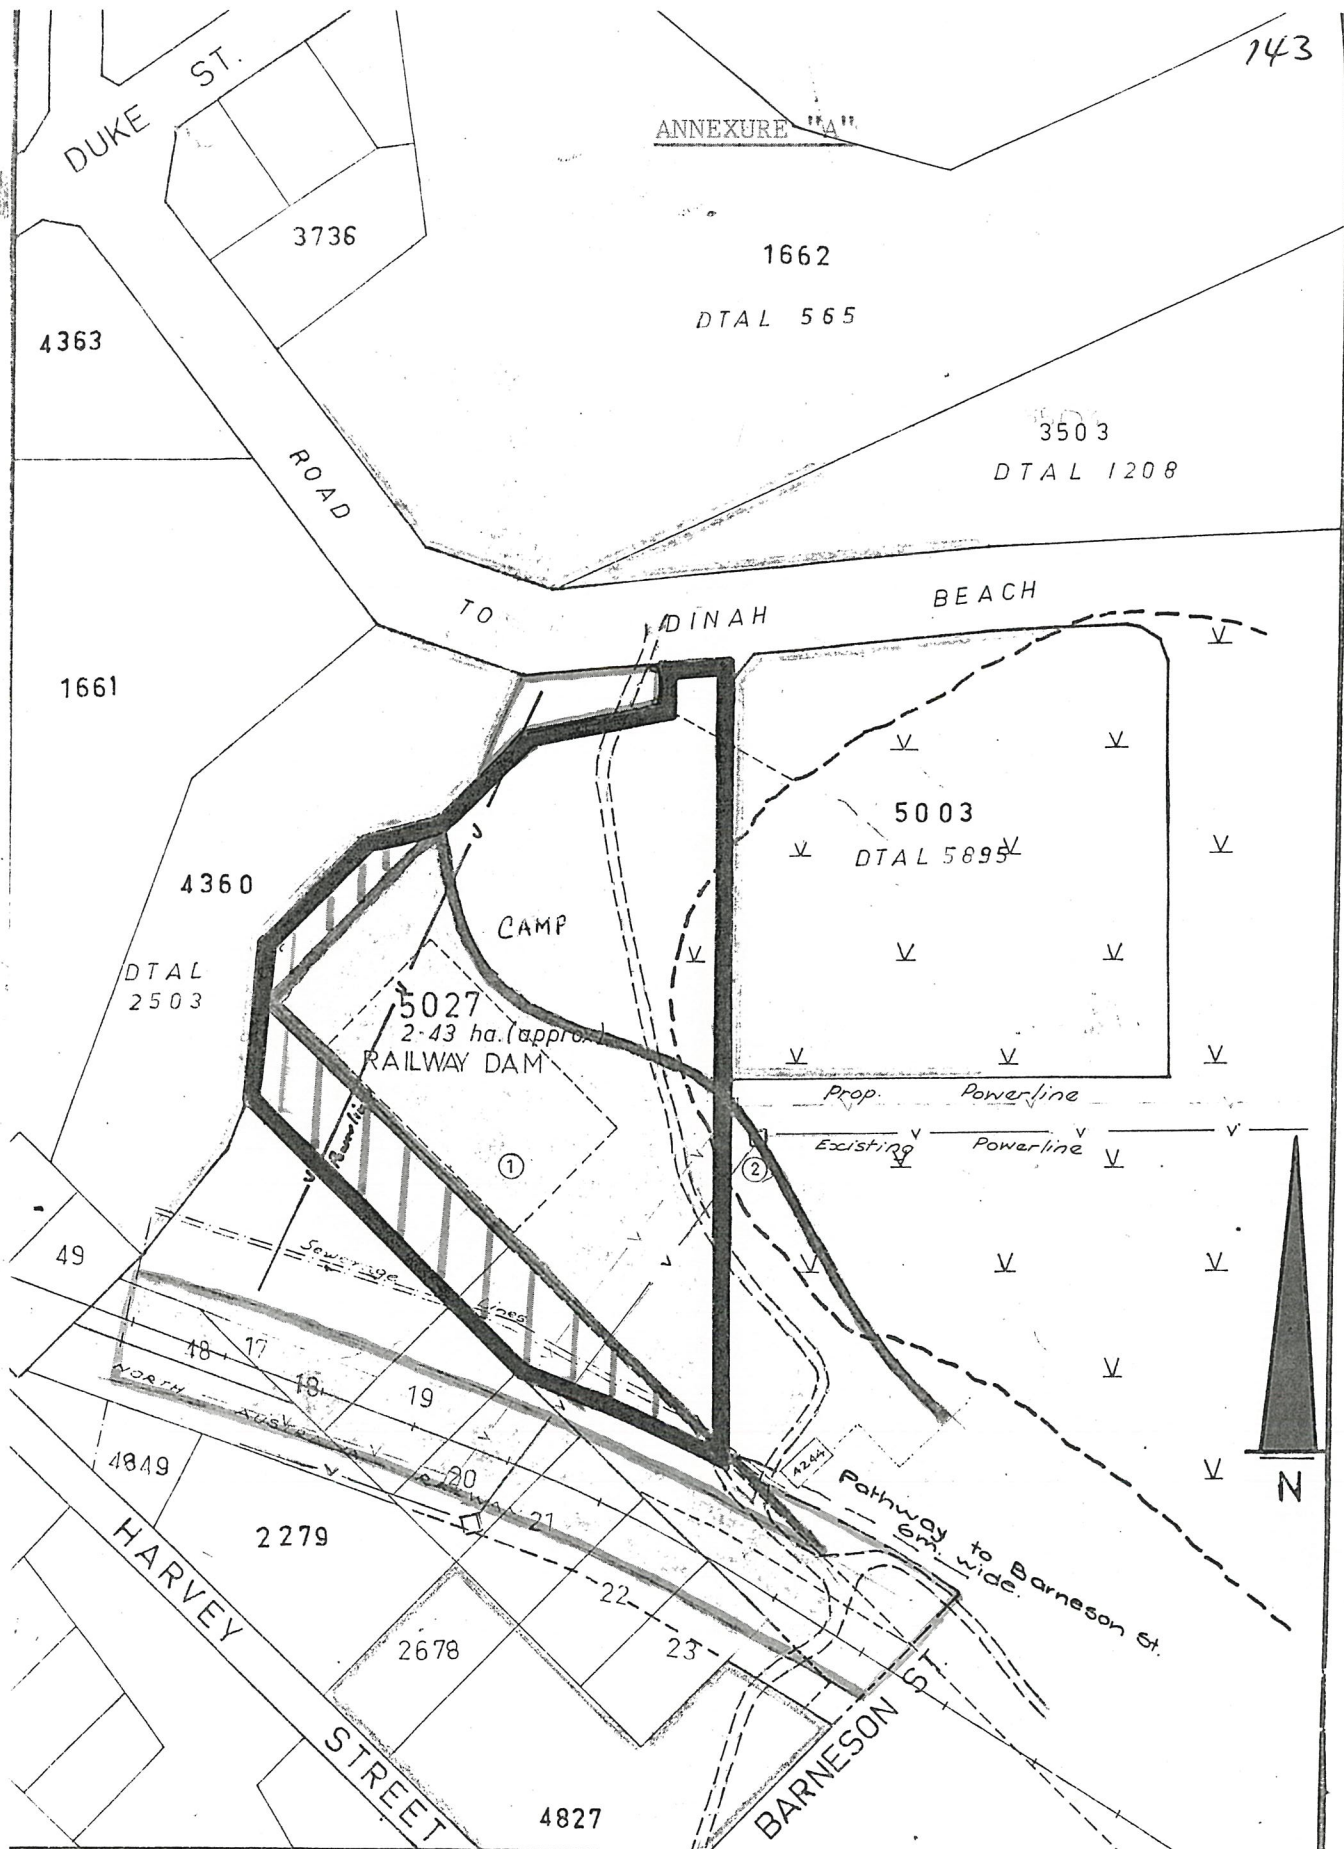 143
DUKE ST.
ANNEXURE "A"
3736
1662
DTAL 565
4363
3503
DTAL 1208
ROAD
TO
DINAH
BEACH
1661
5003
DTAL 5895
4360
CAMP
DTAL
2503
5027
2·43 ha. (approx.)
RAILWAY DAM
Prop. Powerline
Existing Powerline
1
2
49
Sewerage Lines
18
17
18
19
NORTH
20
21
4849
A244
Pathway to Barneson St.
6m. wide.
N
2279
22
2678
23
HARVEY STREET
BARNESON ST.
4827